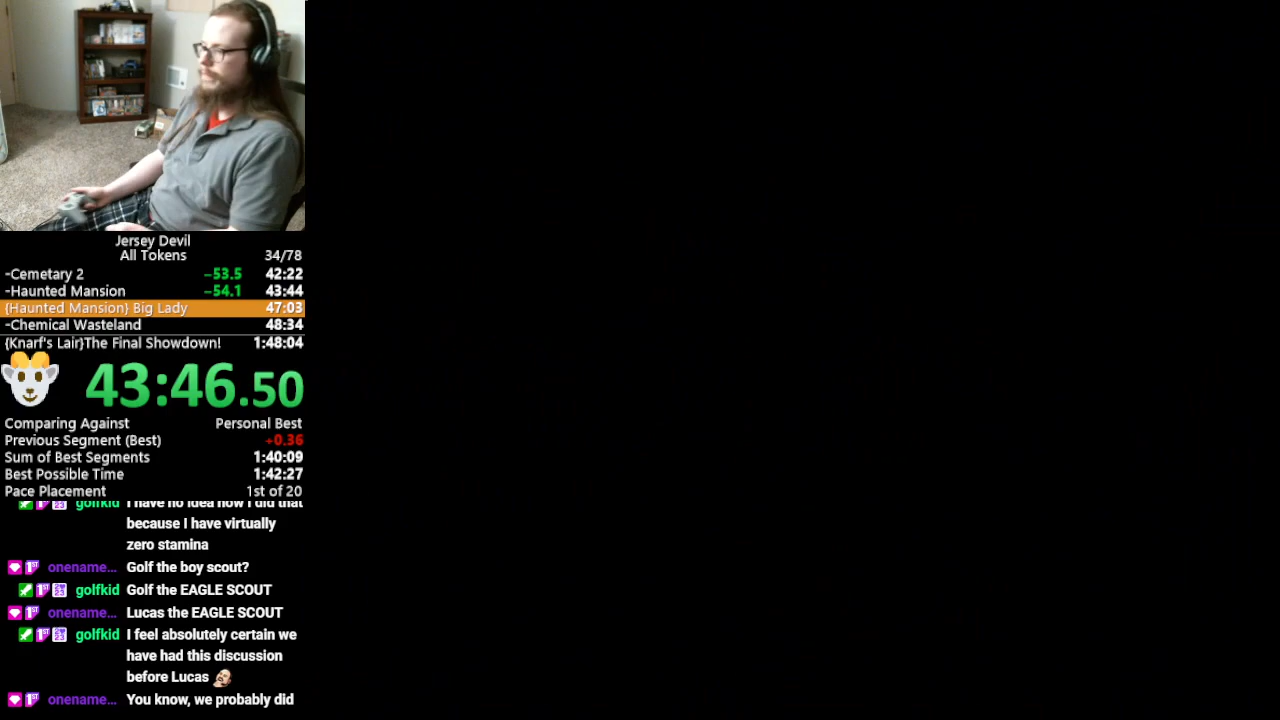 Jersey Devil
All Tokens 34/78
-Cemetary 2 -53.5 42:22
-Haunted Mansion -54.1 43:44
{Haunted Mansion} Big Lady 47:03
-Chemical Wasteland 48:34
{Knarf's Lair}The Final Showdown! 1:48:04
43:46.50
Comparing Against Personal Best
Previous Segment (Best) +0.36
Sum of Best Segments 1:40:09
Best Possible Time 1:42:27
Pace Placement 1st of 20
golfkid I have no idea how I did that
because I have virtually
zero stamina
onename... Golf the boy scout?
golfkid Golf the EAGLE SCOUT
onename... Lucas the EAGLE SCOUT
golfkid I feel absolutely certain we
have had this discussion
before Lucas
onename... You know, we probably did